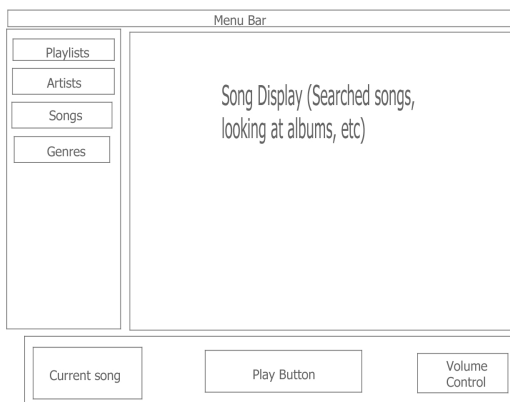 Menu Bar
Playlists
Artists
Songs
Genres
Song Display (Searched songs,
looking at albums, etc)
Current song
Play Button
Volume
Control